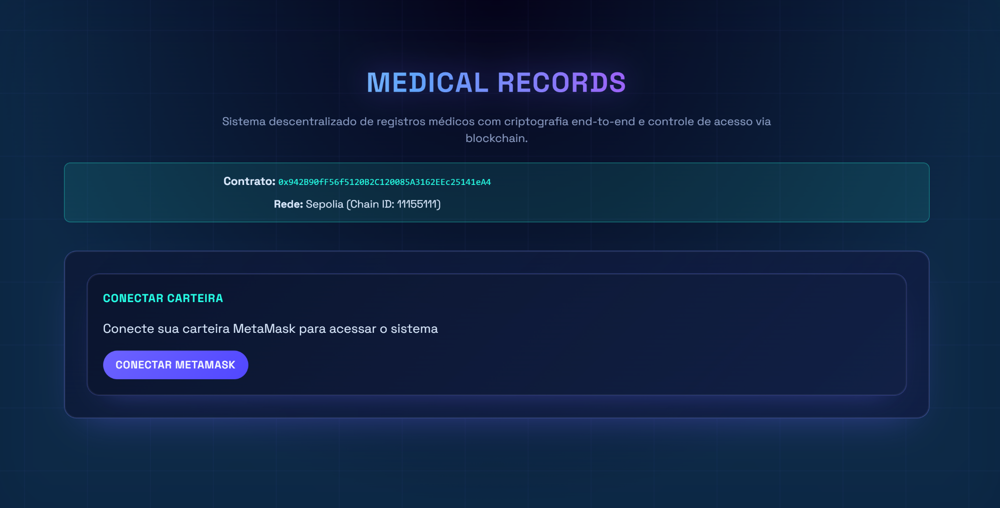 MEDICAL RECORDS
Sistema descentralizado de registros médicos com criptografia end-to-end e controle de acesso via
blockchain.
Contrato: 0x942B90fF56f5120B2C120085A3162EEc25141eA4
Rede: Sepolia (Chain ID: 11155111)
CONECTAR CARTEIRA
Conecte sua carteira MetaMask para acessar o sistema
CONECTAR METAMASK